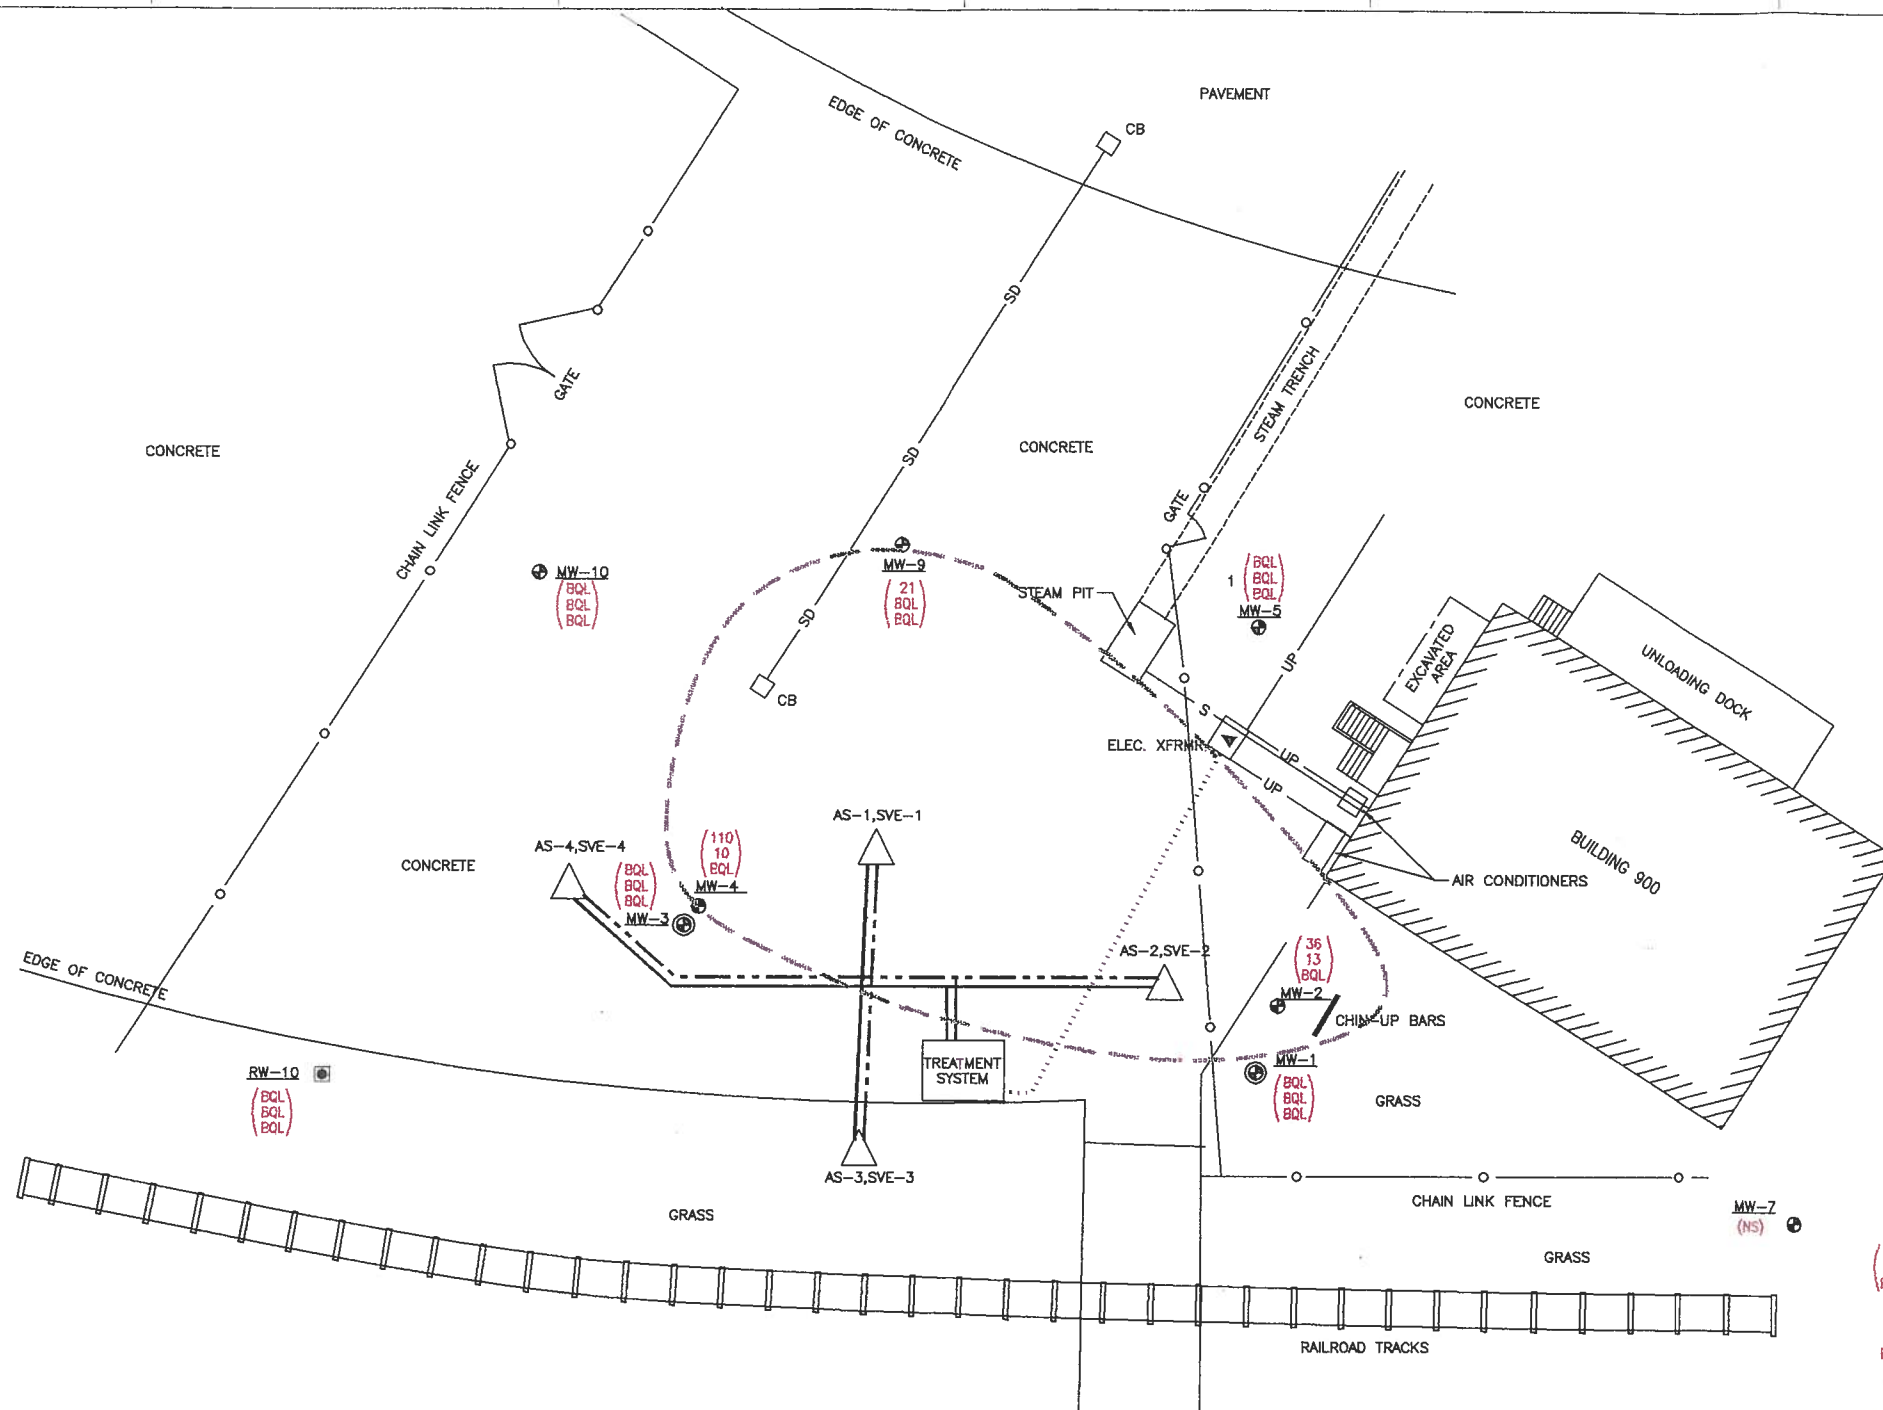 PAVEMENT
CB
EDGE OF CONCRETE
SD
STEAM TRENCH
GATE
CONCRETE
CONCRETE
CONCRETE
SD
CHAIN LINK FENCE
GATE
MW-10
(BQL)
(BQL)
(BQL)
MW-9
(21)
(BQL)
(BQL)
STEAM PIT
1 (BQL)
(BQL)
(BQL)
MW-5
SD
CB
UP
EXCAVATED
AREA
UNLOADING DOCK
S
ELEC. XFRMR.
UP
UP
BUILDING 900
AIR CONDITIONERS
AS-1,SVE-1
AS-4,SVE-4
CONCRETE
(110)
(10)
(BQL)
MW-4
(BQL)
(BQL)
(BQL)
MW-3
AS-2,SVE-2
(36)
(13)
(BQL)
MW-2
CHIN-UP BARS
EDGE OF CONCRETE
TREATMENT
SYSTEM
MW-1
(BQL)
(BQL)
(BQL)
GRASS
RW-10
(BQL)
(BQL)
(BQL)
AS-3,SVE-3
GRASS
CHAIN LINK FENCE
MW-7
(NS)
GRASS
RAILROAD TRACKS